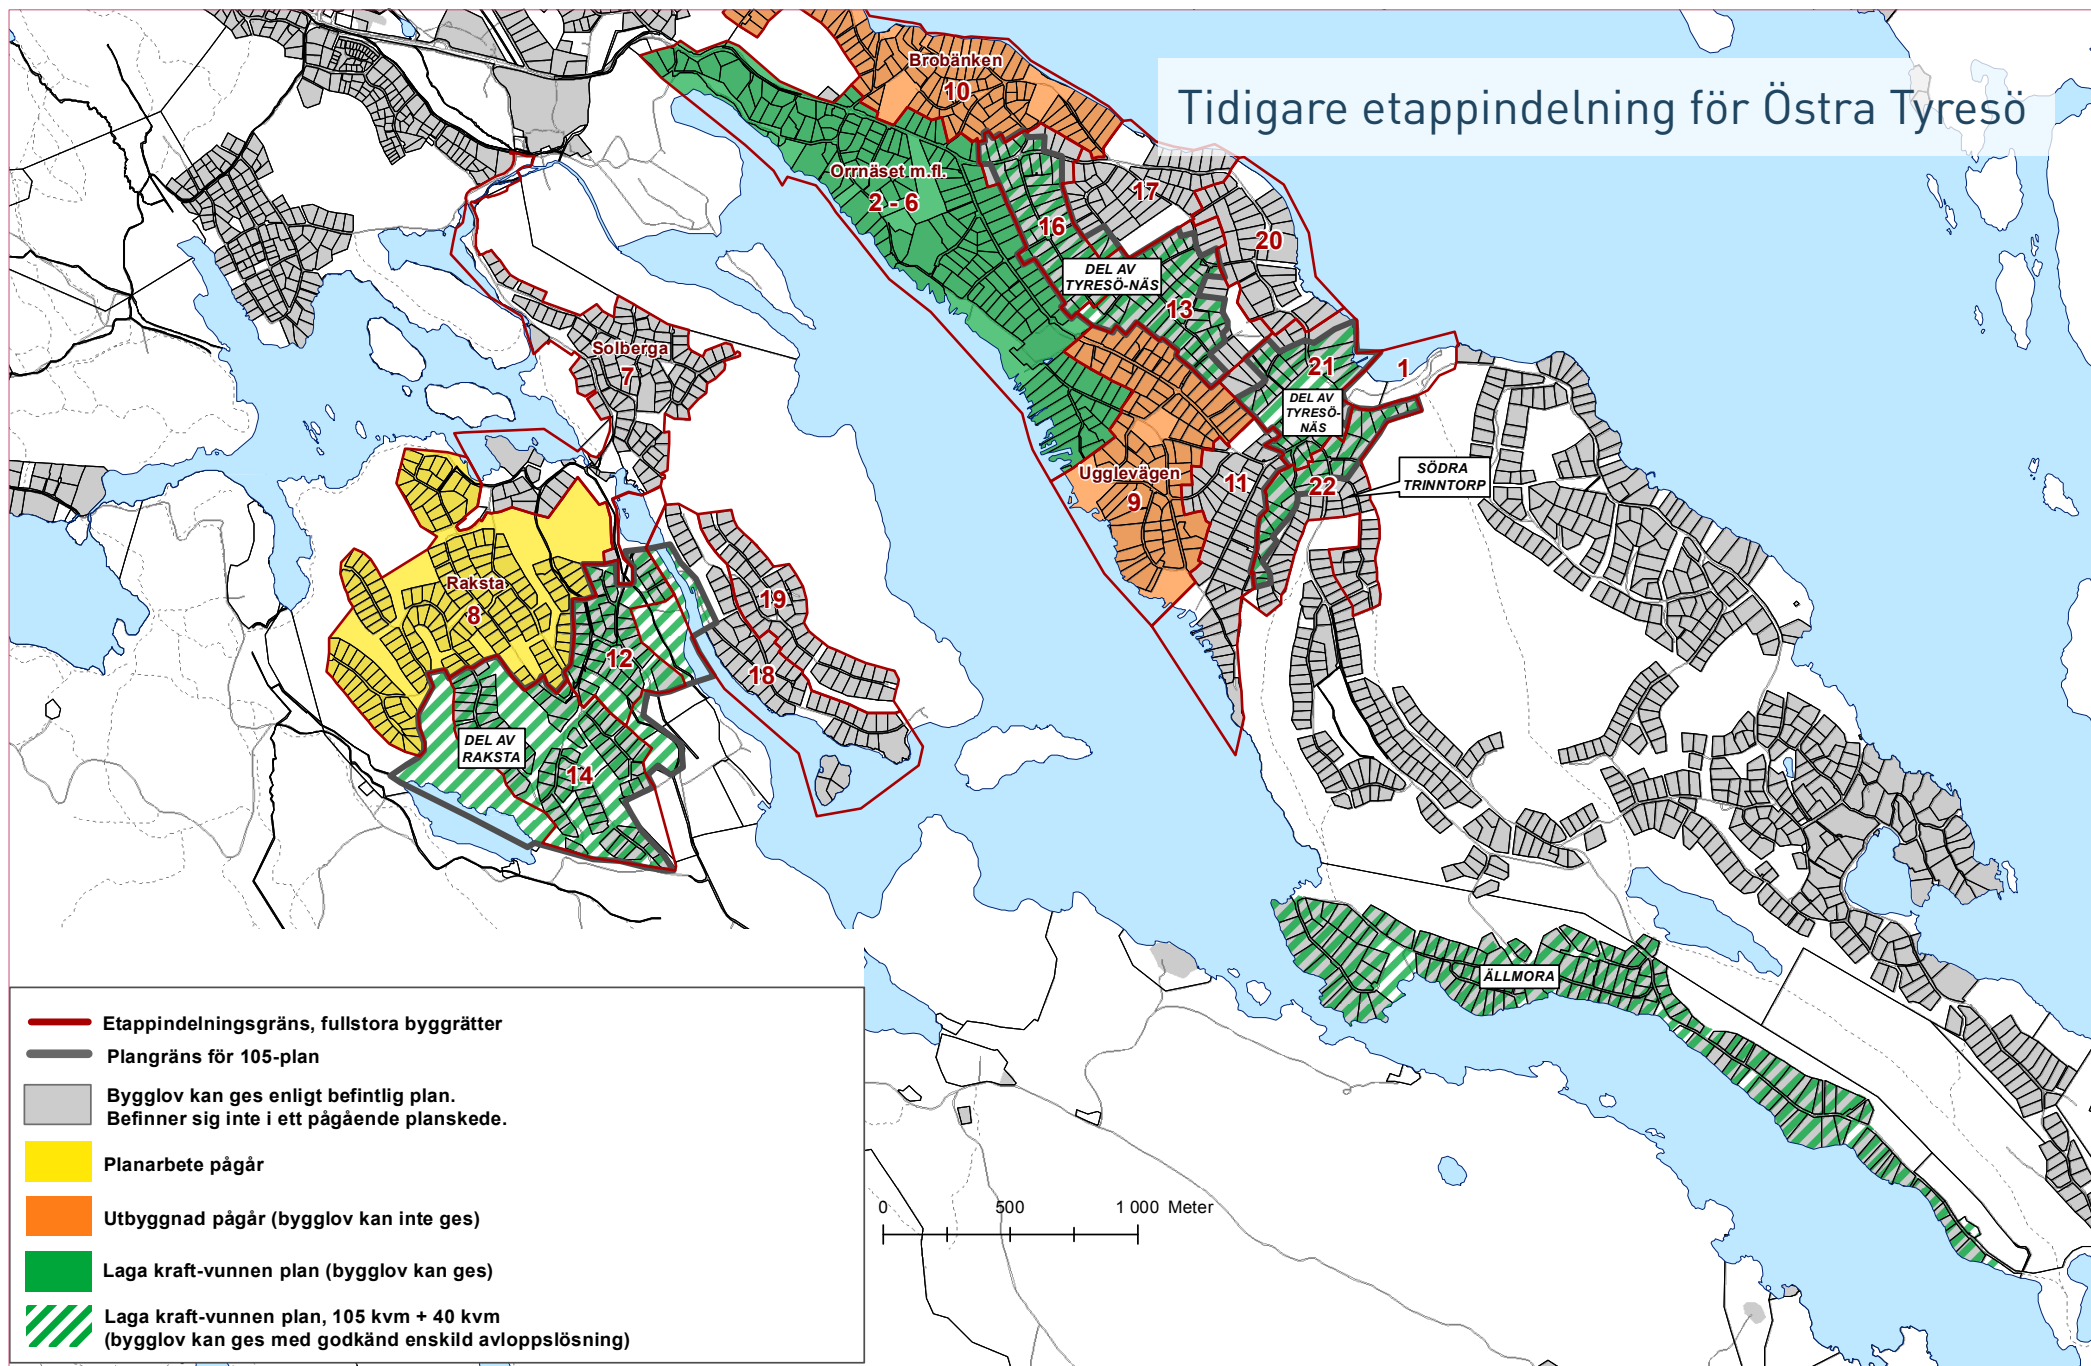 Tidigare etappindelning för Östra Tyresö
Brobänken
10
Orrnäset m.fl.
2 - 6
17
16
20
DEL AV
TYRESÖ-NÄS
13
Solberga
7
21
1
DEL AV
TYRESÖ-
NÄS
Ugglevägen
9
11
22
SÖDRA
TRINNTORP
Raksta
8
19
12
18
DEL AV
RAKSTA
14
ÄLLMORA
Etappindelningsgräns, fullstora byggrätter
Plangräns för 105-plan
Bygglov kan ges enligt befintlig plan.
Befinner sig inte i ett pågående planskede.
Planarbete pågår
Utbyggnad pågår (bygglov kan inte ges)
Laga kraft-vunnen plan (bygglov kan ges)
Laga kraft-vunnen plan, 105 kvm + 40 kvm
(bygglov kan ges med godkänd enskild avloppslösning)
0 500 1 000 Meter